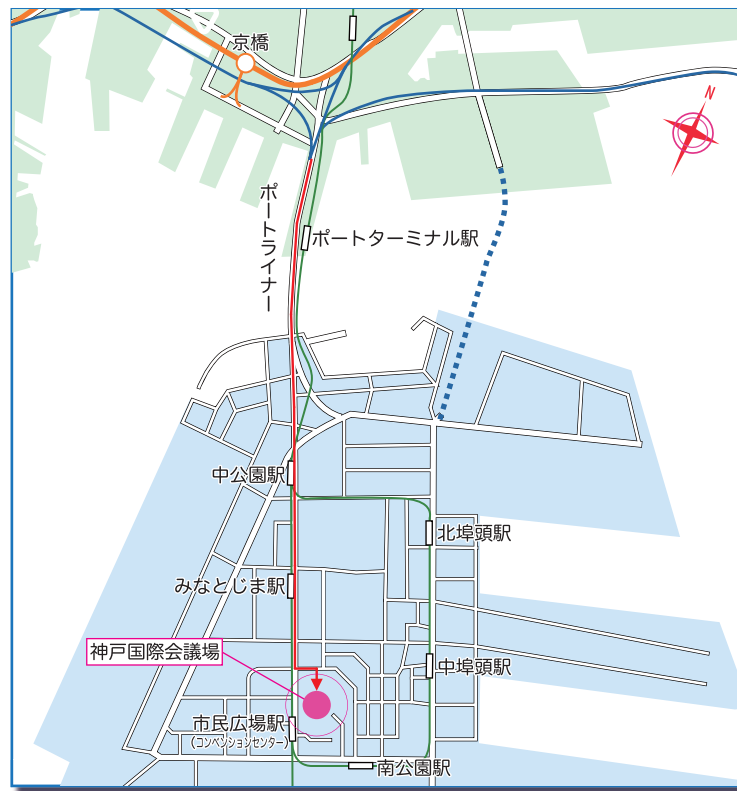 京橋
N
ポートライナー
ポートターミナル駅
中公園駅
北埠頭駅
みなとじま駅
神戸国際会議場
中埠頭駅
市民広場駅
(コンベンションセンター)
南公園駅